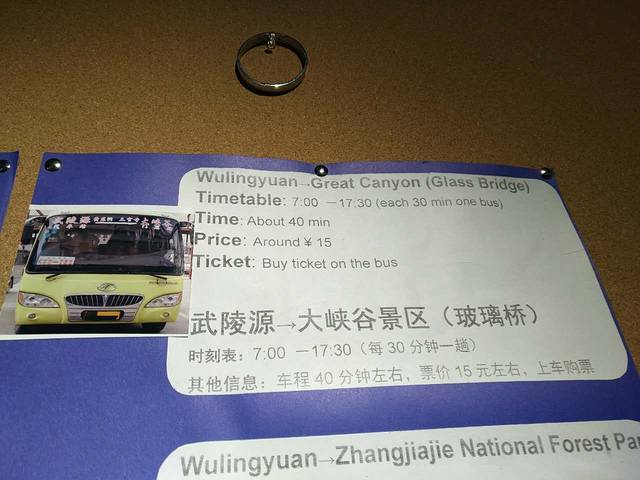 Wulingyuan→Great Canyon (Glass Bridge)
Timetable: 7:00 －17:30 (each 30 min one bus)
Time: About 40 min
Price: Around ¥ 15
Ticket: Buy ticket on the bus
武陵源→大峡谷景区（玻璃桥）
时刻表：7:00 －17:30（每 30 分钟一趟）
其他信息：车程 40 分钟左右，票价 15 元左右，上车购票
Wulingyuan→Zhangjiajie National Forest Pa
武陵源